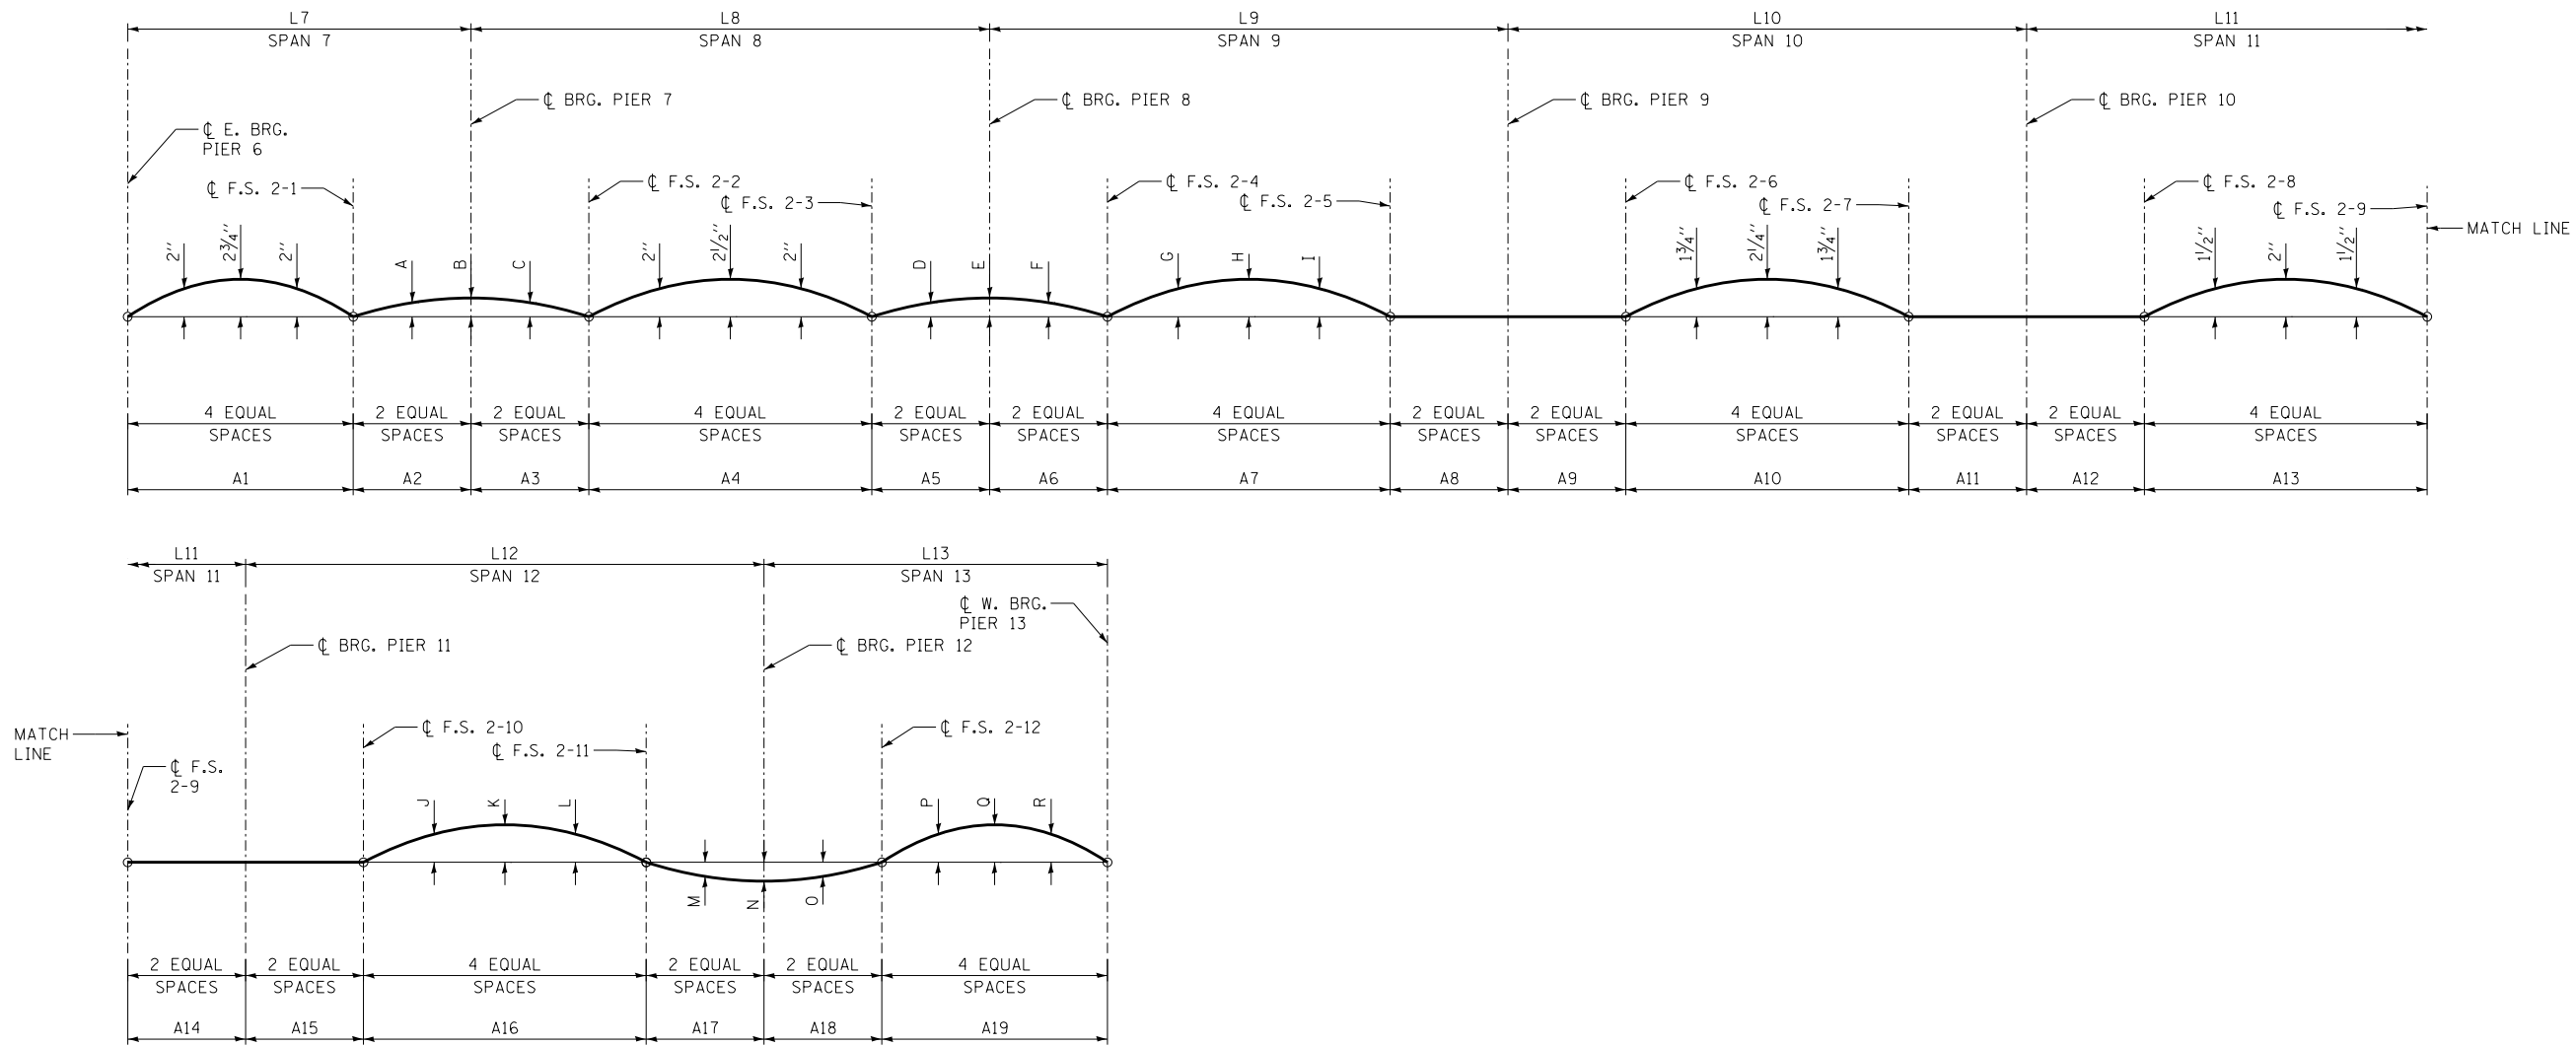 L7 L8 L9 L10 L11
SPAN 7 SPAN 8 SPAN 9 SPAN 10 SPAN 11
℄ BRG. PIER 7 ℄ BRG. PIER 8 ℄ BRG. PIER 9 ℄ BRG. PIER 10
℄ E. BRG.
PIER 6
℄ F.S. 2-1 ℄ F.S. 2-2 ℄ F.S. 2-4 ℄ F.S. 2-6 ℄ F.S. 2-8
℄ F.S. 2-3 ℄ F.S. 2-5 ℄ F.S. 2-7 ℄ F.S. 2-9
MATCH LINE
2" 2¾" 2" A B C 2" 2½" 2" D E F G H I 1¾" 2¼" 1¾" 1½" 2" 1½"
4 EQUAL 2 EQUAL 2 EQUAL 4 EQUAL 2 EQUAL 2 EQUAL 4 EQUAL 2 EQUAL 2 EQUAL 4 EQUAL 2 EQUAL 2 EQUAL 4 EQUAL
SPACES SPACES SPACES SPACES SPACES SPACES SPACES SPACES SPACES SPACES SPACES SPACES SPACES
A1 A2 A3 A4 A5 A6 A7 A8 A9 A10 A11 A12 A13
L11 L12 L13
SPAN 11 SPAN 12 SPAN 13
℄ W. BRG.
PIER 13
℄ BRG. PIER 11 ℄ BRG. PIER 12
℄ F.S. 2-10 ℄ F.S. 2-12
MATCH
LINE
℄ F.S. 2-11
℄ F.S.
2-9
J K L P Q R
M N O
2 EQUAL 2 EQUAL 4 EQUAL 2 EQUAL 2 EQUAL 4 EQUAL
SPACES SPACES SPACES SPACES SPACES SPACES
A14 A15 A16 A17 A18 A19